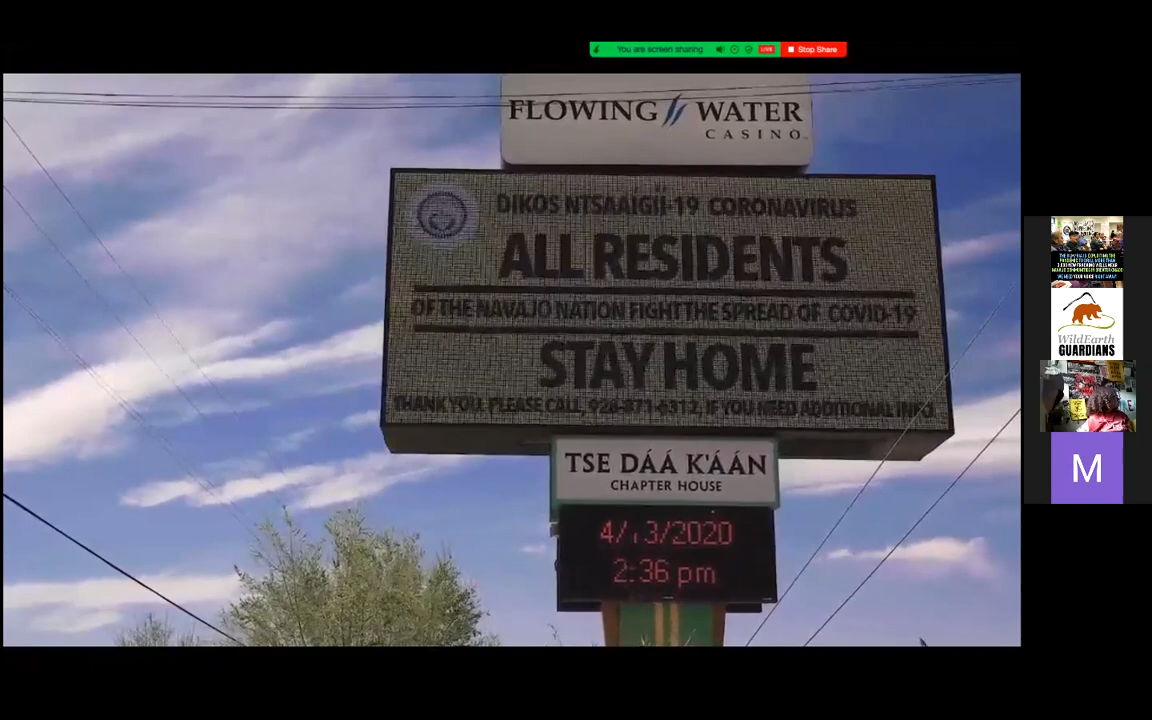 You are screen sharing
LIVE
Stop Share
FLOWING WATER
CASINO
DIKOS NTSAAÍGÍÍ-19 CORONAVIRUS
ALL RESIDENTS
OF THE NAVAJO NATION FIGHT THE SPREAD OF COVID-19
STAY HOME
THANK YOU. PLEASE CALL, IF YOU NEED ADDITIONAL INFO.
TSE DÁÁ K'ÁÁN
CHAPTER HOUSE
2:36 pm
WildEarth
GUARDIANS
M